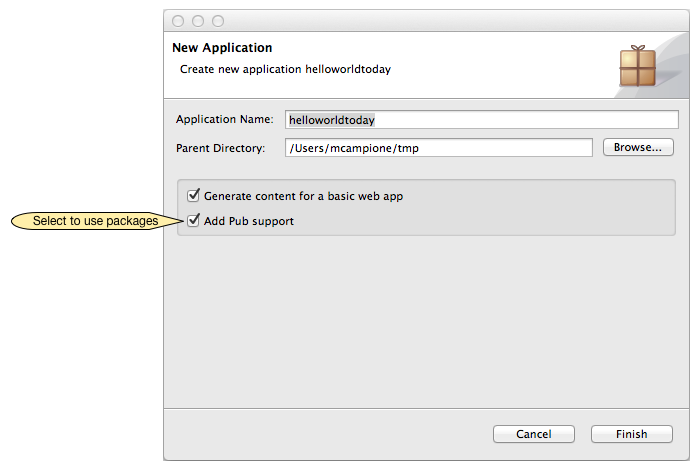 New Application
Create new application helloworldtoday
Application Name: helloworldtoday
Parent Directory: /Users/mcampione/tmp Browse...
Generate content for a basic web app
Select to use packages Add Pub support
Cancel Finish